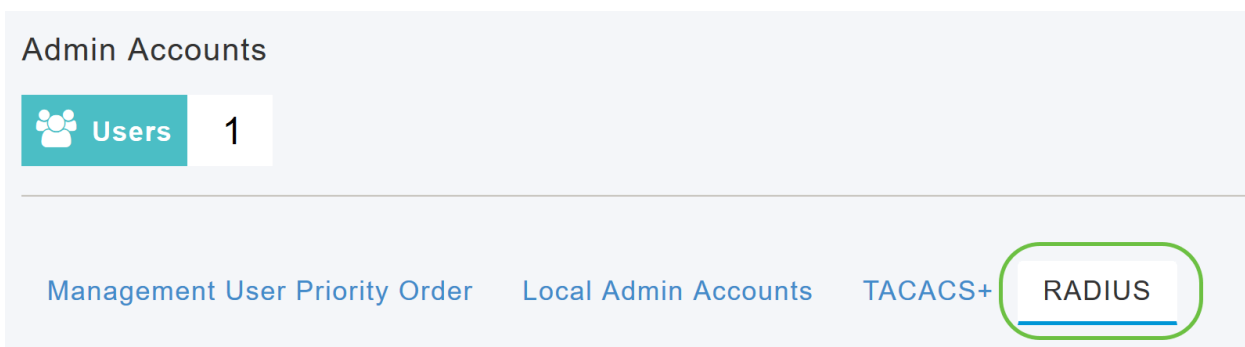 Admin Accounts
Users 1
Management User Priority Order Local Admin Accounts TACACS+ RADIUS